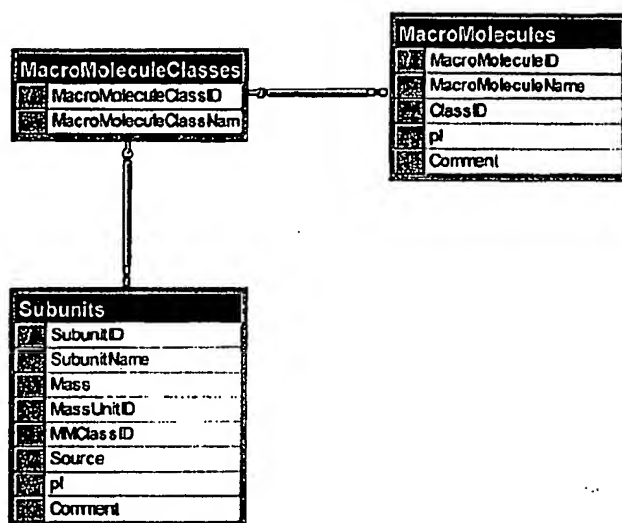 MacroMoleculeClasses
MacroMoleculeClassID
MacroMoleculeClassNam
MacroMolecules
MacroMoleculeID
MacroMoleculeName
ClassID
pI
Comment
Subunits
SubunitID
SubunitName
Mass
MassUnitID
MMClassID
Source
pI
Comment